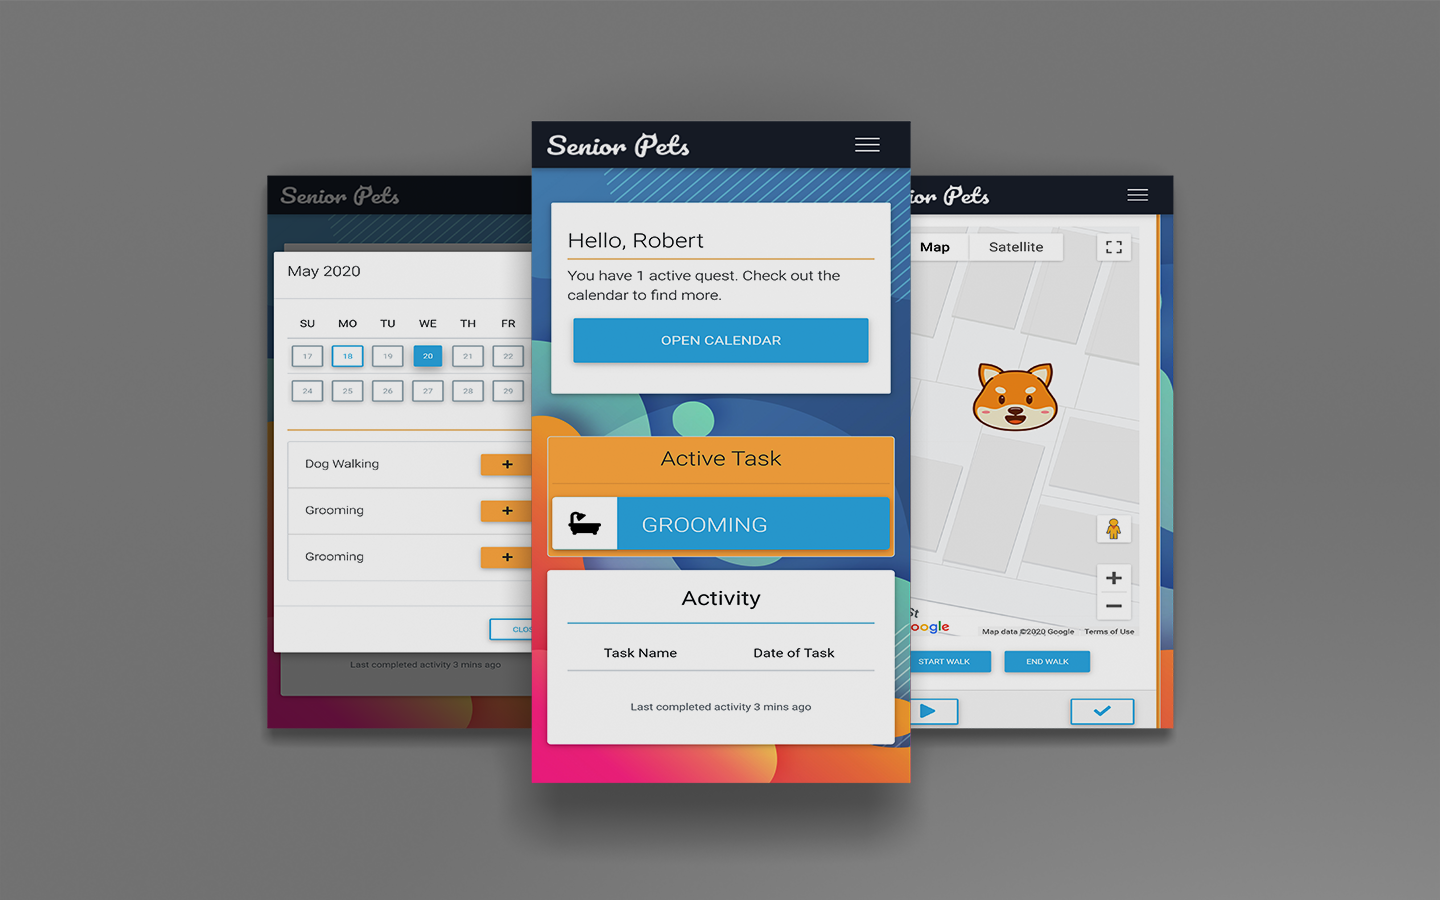 Senior Pets
May 2020
SU MO TU WE TH FR
17 18 19 20 21 22
24 25 26 27 28 29
Dog Walking +
Grooming +
Grooming +
CLO
Last completed activity 3 mins ago
Senior Pets
Hello, Robert
You have 1 active quest. Check out the
calendar to find more.
OPEN CALENDAR
Active Task
GROOMING
Activity
Task Name Date of Task
Last completed activity 3 mins ago
ior Pets
Map Satellite
+
−
St
oogle Map data ©2020 Google Terms of Use
START WALK END WALK